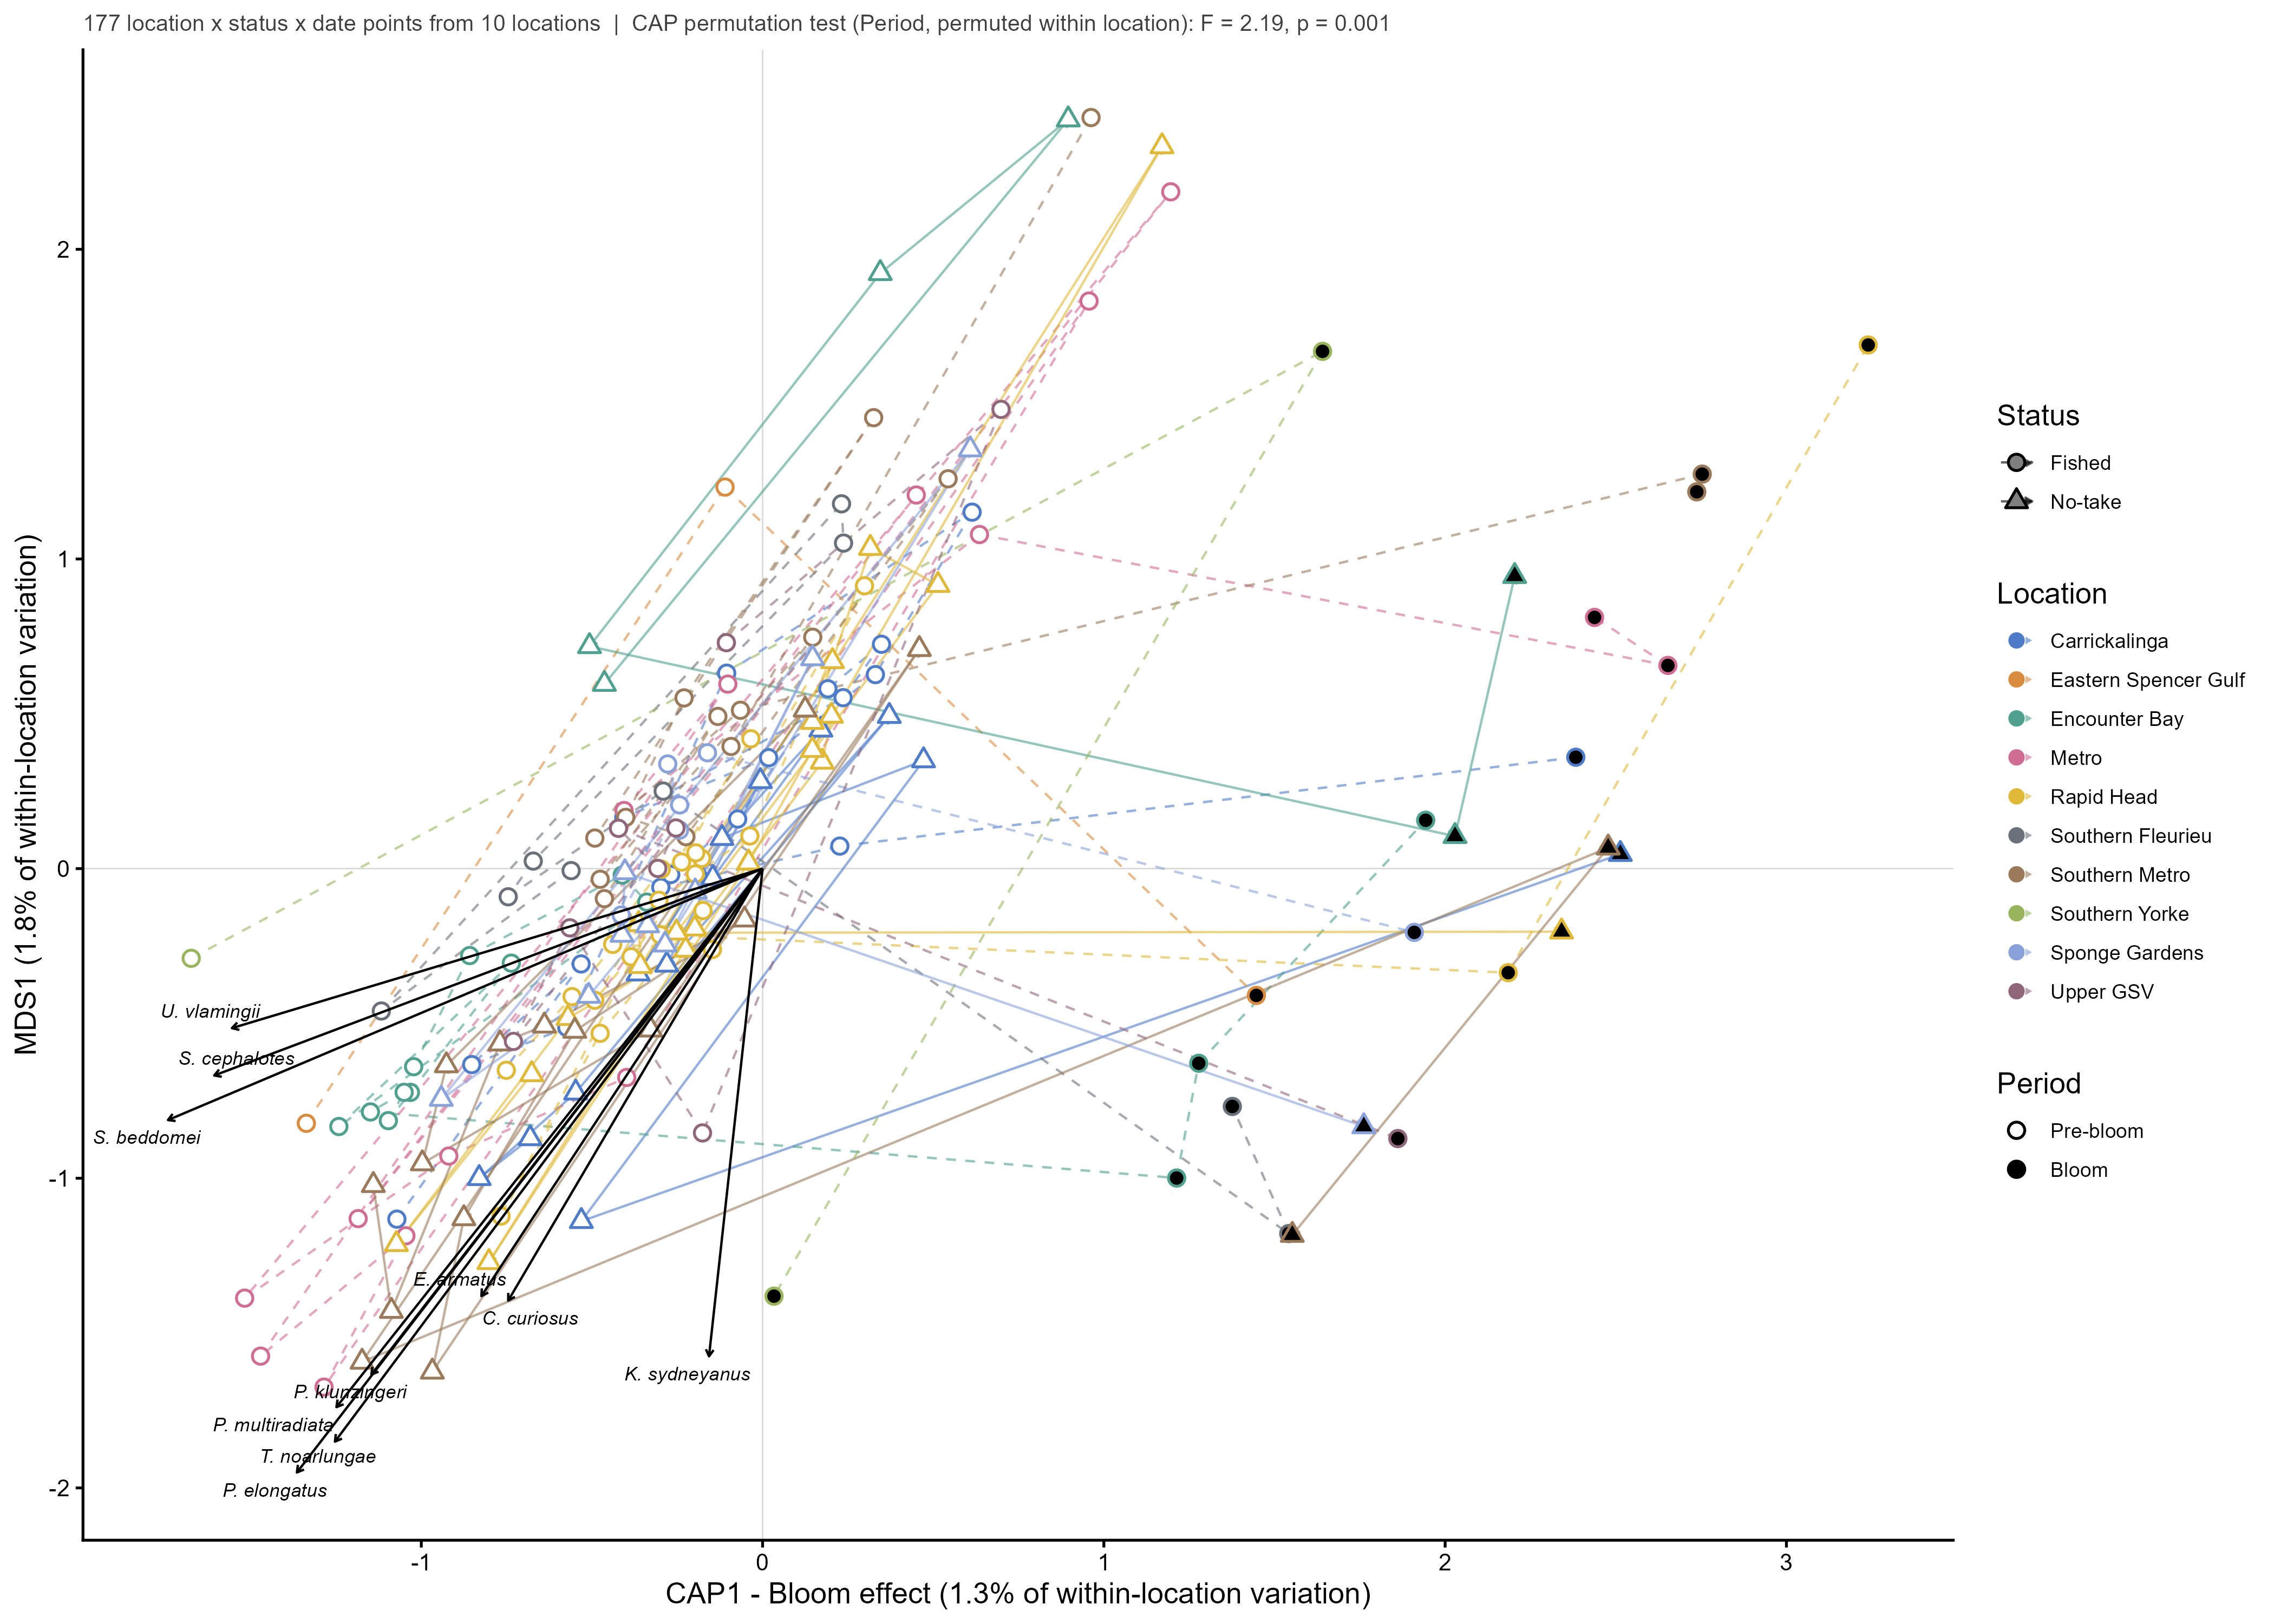 177 location x status x date points from 10 locations | CAP permutation test (Period, permuted within location): F = 2.19, p = 0.001
MDS1 (1.8% of within-location variation)
2
1
0
-1
-2
U. vlamingii
S. cephalotes
S. beddomei
E. armatus
C. curiosus
K. sydneyanus
P. klunzingeri
P. multiradiata
T. noarlungae
P. elongatus
-1
0
1
2
3
CAP1 - Bloom effect (1.3% of within-location variation)
Status
Fished
No-take
Location
Carrickalinga
Eastern Spencer Gulf
Encounter Bay
Metro
Rapid Head
Southern Fleurieu
Southern Metro
Southern Yorke
Sponge Gardens
Upper GSV
Period
Pre-bloom
Bloom